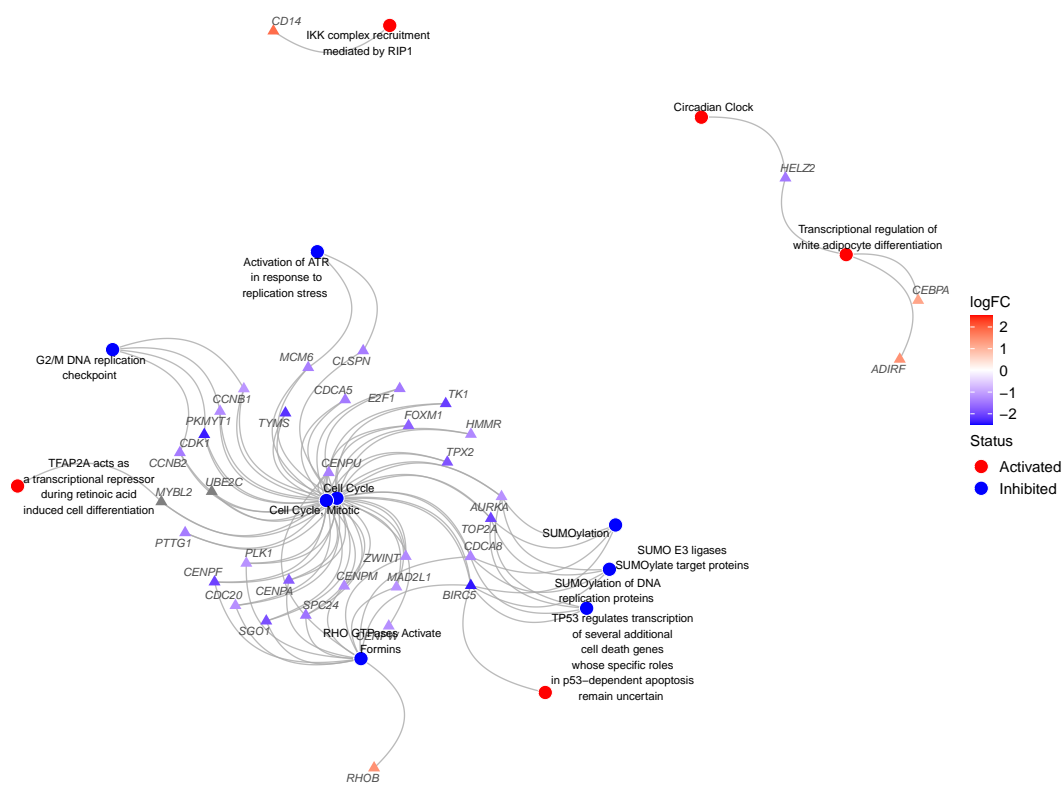 CD14
IKK complex recruitment
mediated by RIP1
Circadian Clock
HELZ2
Transcriptional regulation of
white adipocyte differentiation
CEBPA
ADIRF
Activation of ATR
in response to
replication stress
G2/M DNA replication
checkpoint
MCM6
CLSPN
CCNB1
CDCA5
E2F1
TK1
PKMYT1
TYMS
FOXM1
HMMR
CDK1
CCNB2
TPX2
CENPU
TFAP2A acts as
a transcriptional repressor
during retinoic acid
induced cell differentiation
MYBL2
UBE2C
Cell Cycle
Cell Cycle, Mitotic
AURKA
TOP2A
PTTG1
PLK1
ZWINT
CDCA8
SUMOylation
SUMO E3 ligases
SUMOylate target proteins
CENPF
CDC20
CENPA
CENPM
MAD2L1
BIRC5
SUMOylation of DNA
replication proteins
SGO1
SPC24
CENPW
RHO GTPases Activate
Formins
TP53 regulates transcription
of several additional
cell death genes
whose specific roles
in p53−dependent apoptosis
remain uncertain
RHOB
logFC
2
1
0
−1
−2
Status
Activated
Inhibited